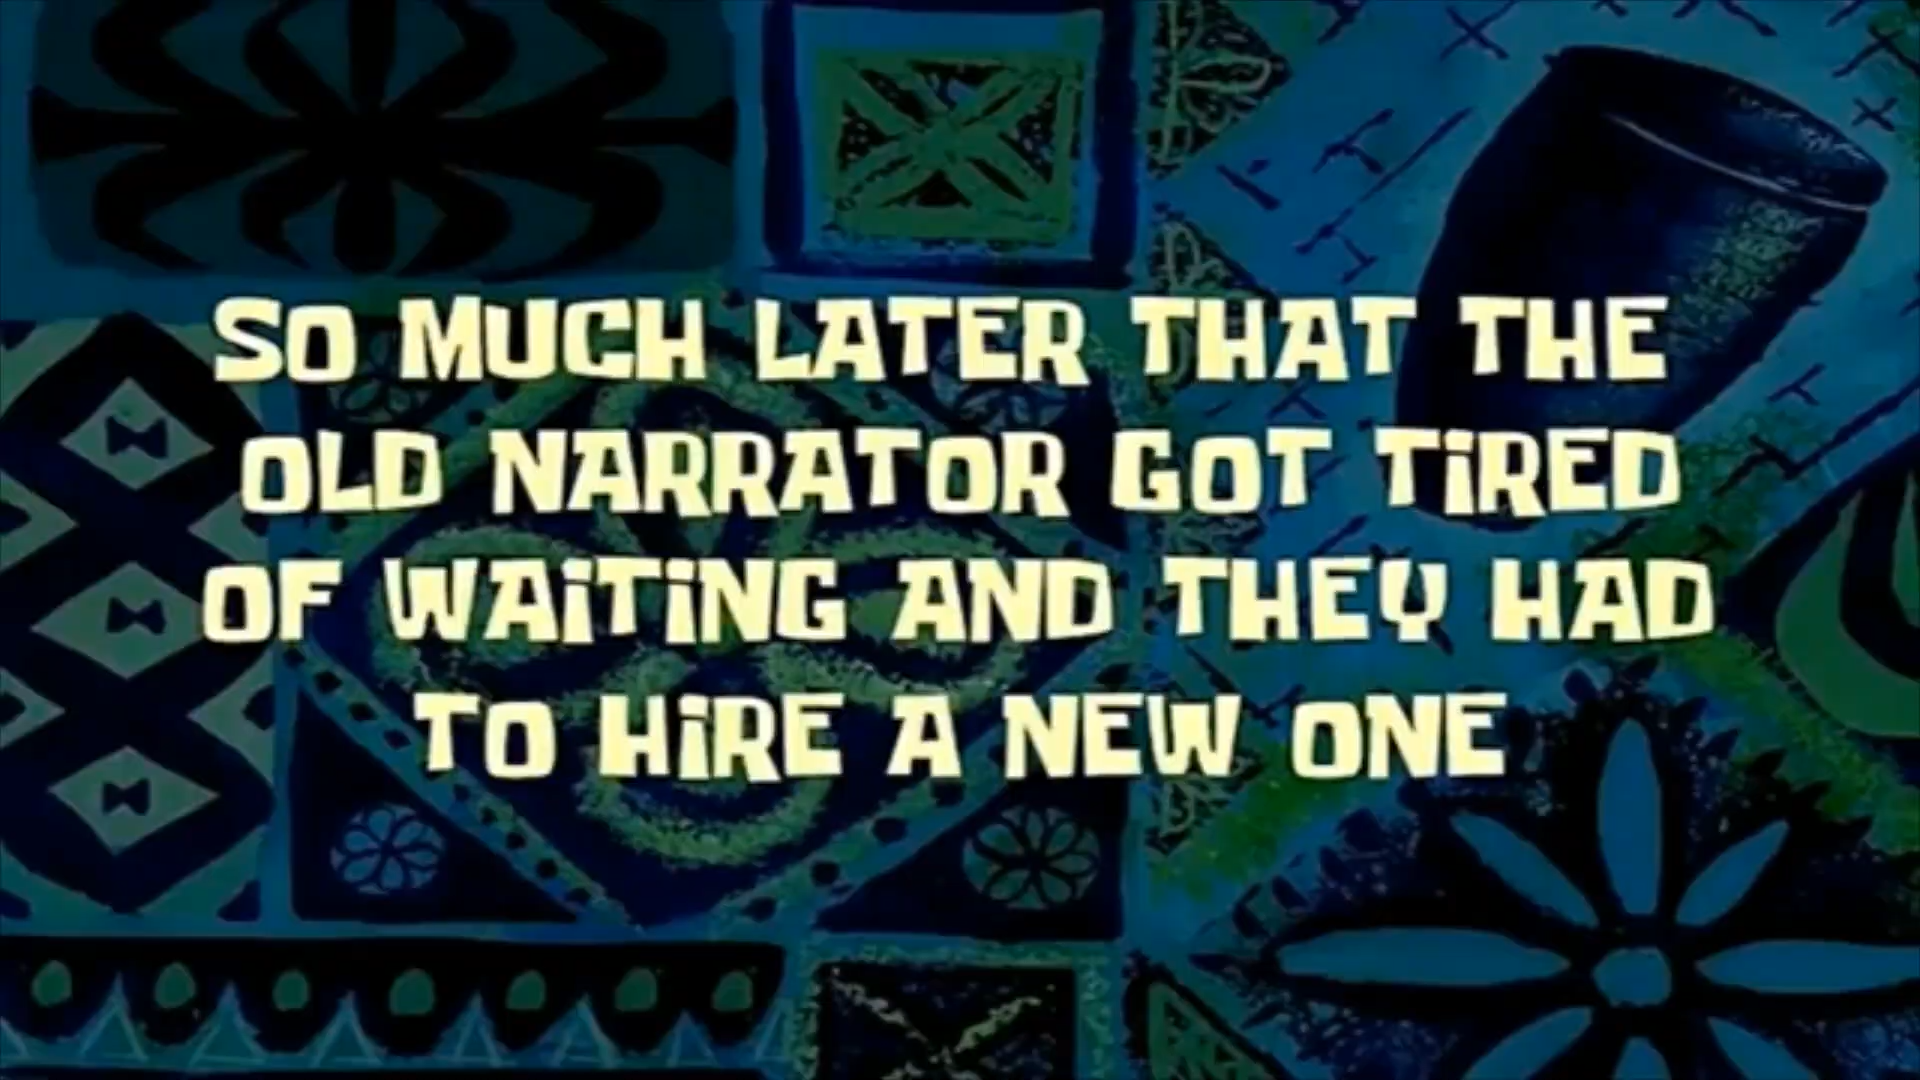 SO MUCH LATER THAT THE
OLD NARRATOR GOT TiRED
OF WAiTiNG AND THEY HAD
TO HiRE A NEW ONE